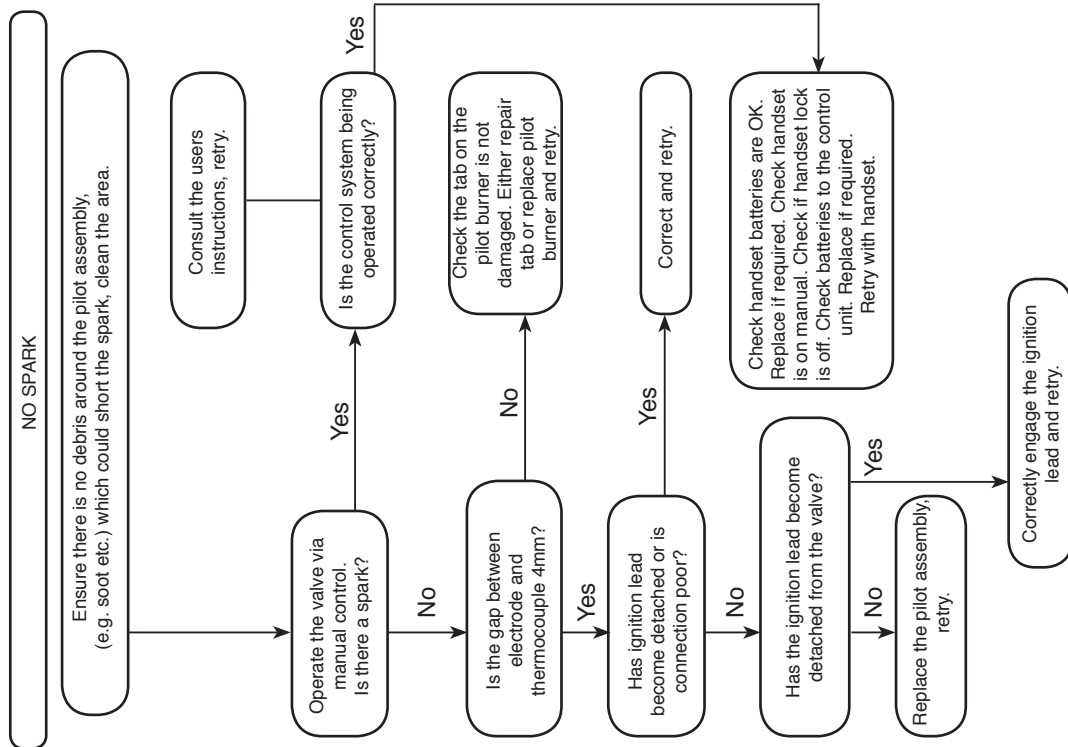 NO SPARK
Ensure there is no debris around the pilot assembly,
(e.g. soot etc.) which could short the spark, clean the area.
Operate the valve via
manual control.
Is there a spark?
Yes
Is the control system being
operated correctly?
Consult the users
instructions, retry.
Yes
No
Is the gap between
electrode and
thermocouple 4mm?
No
Check the tab on the
pilot burner is not
damaged. Either repair
tab or replace pilot
burner and retry.
Yes
Has ignition lead
become detached or is
connection poor?
Yes
Correct and retry.
No
Has the ignition lead become
detached from the valve?
Check handset batteries are OK.
Replace if required. Check handset
is on manual. Check if handset lock
is off. Check batteries to the control
unit. Replace if required.
Retry with handset.
No
Yes
Replace the pilot assembly,
retry.
Correctly engage the ignition
lead and retry.